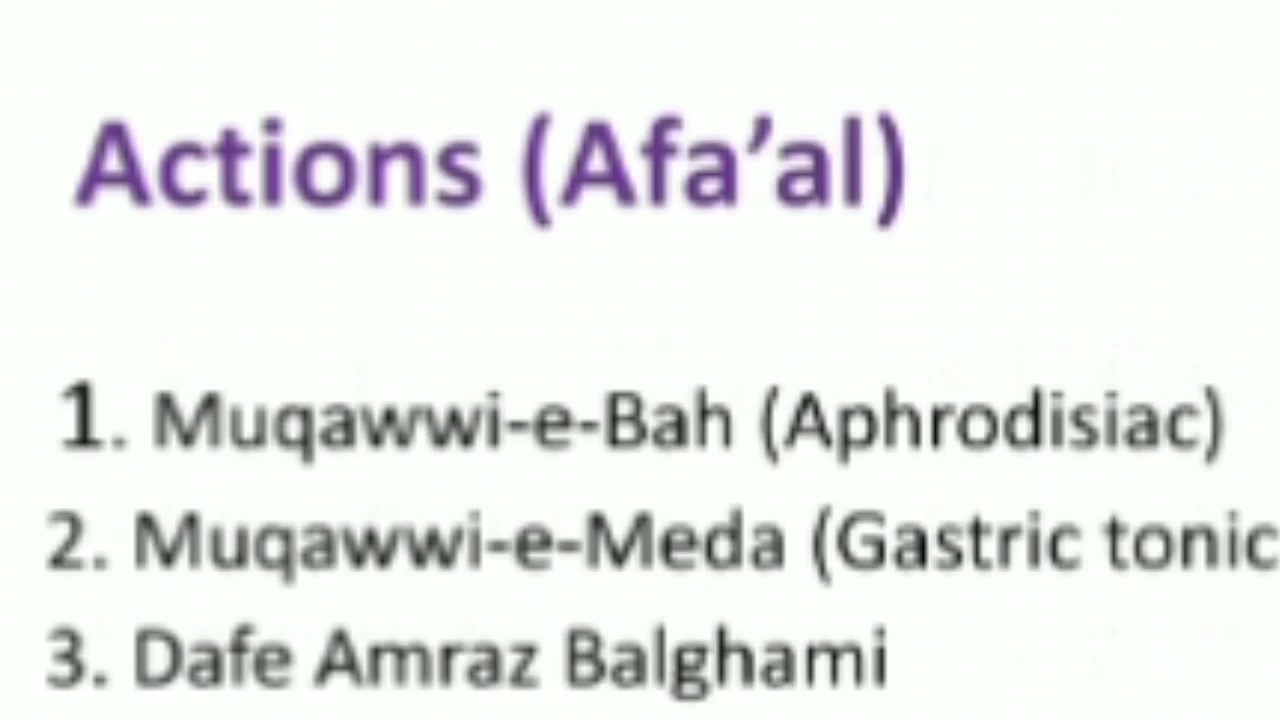 Actions (Afa’al)
1. Muqawwi-e-Bah (Aphrodisiac)
2. Muqawwi-e-Meda (Gastric tonic
3. Dafe Amraz Balghami